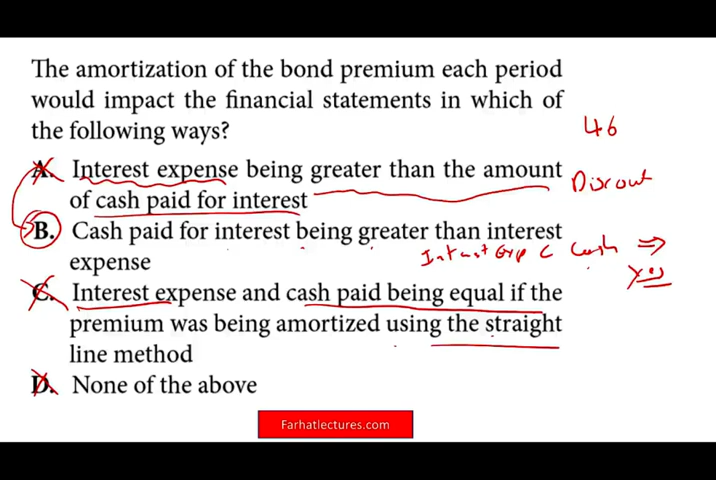 The amortization of the bond premium each period
would impact the financial statements in which of
the following ways?
46
A. Interest expense being greater than the amount
of cash paid for interest
Discount
B. Cash paid for interest being greater than interest
expense
Interest Exp < Cash ⇒
Yes
C. Interest expense and cash paid being equal if the
premium was being amortized using the straight
line method
D. None of the above
Farhatlectures.com